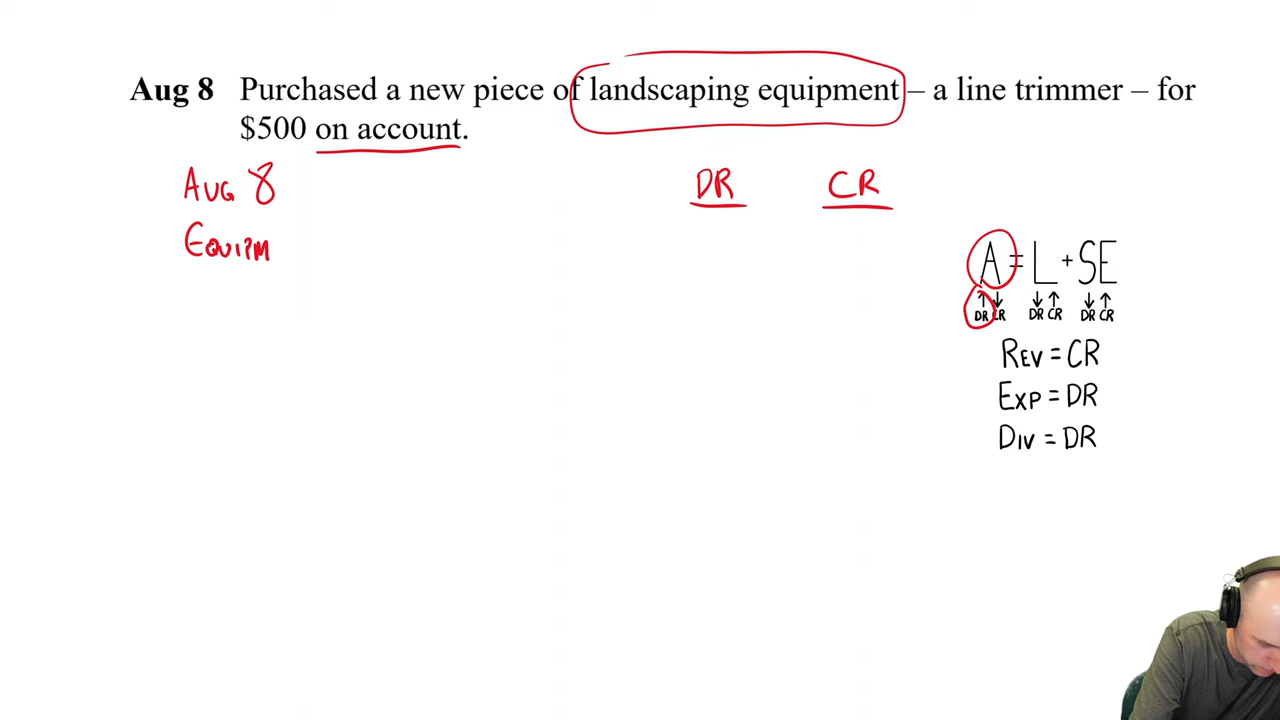 Aug 8 Purchased a new piece of landscaping equipment – a line trimmer – for
$500 on account.
AUG 8 DR CR
EQUIPM
A = L + SE
↑ ↓ ↓ ↑ ↓ ↑
DR CR DR CR DR CR
REV = CR
EXP = DR
DIV = DR